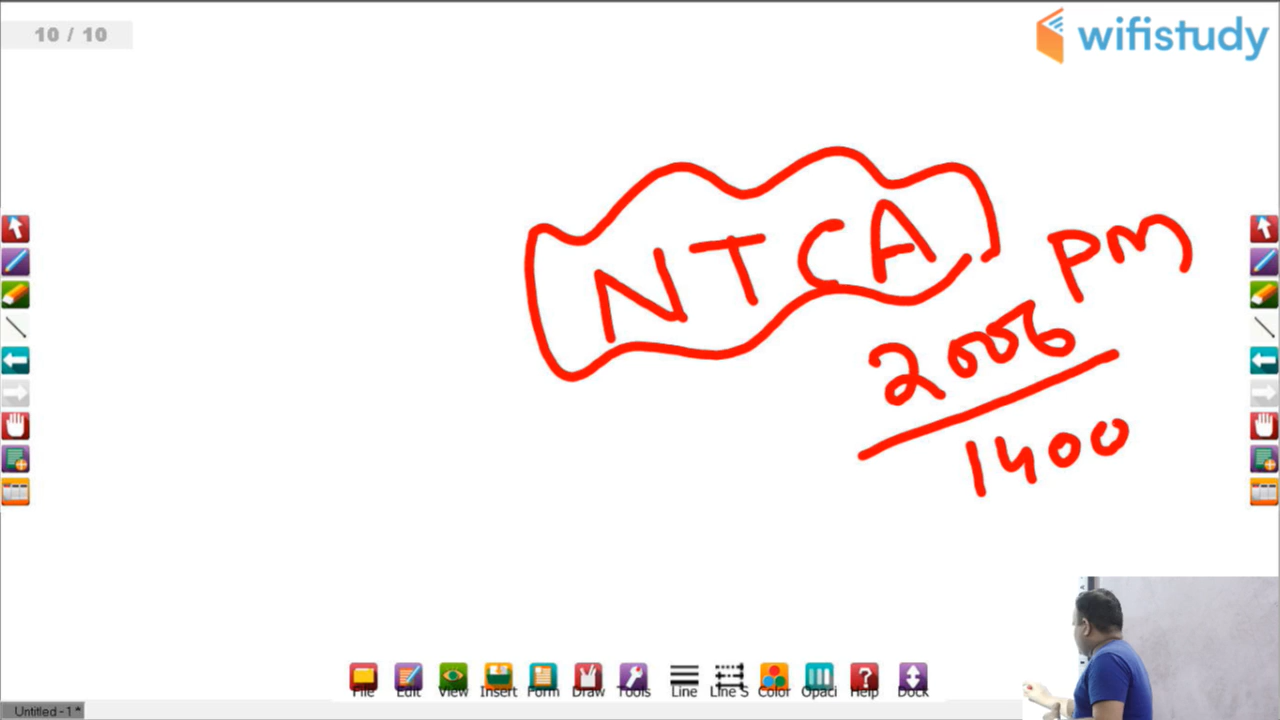 10 / 10
wifistudy
NTCA
PM
2006
1400
File Edit View Insert Form Draw Tools Line Line S Color Opaci Help Dock
Untitled - 1 *